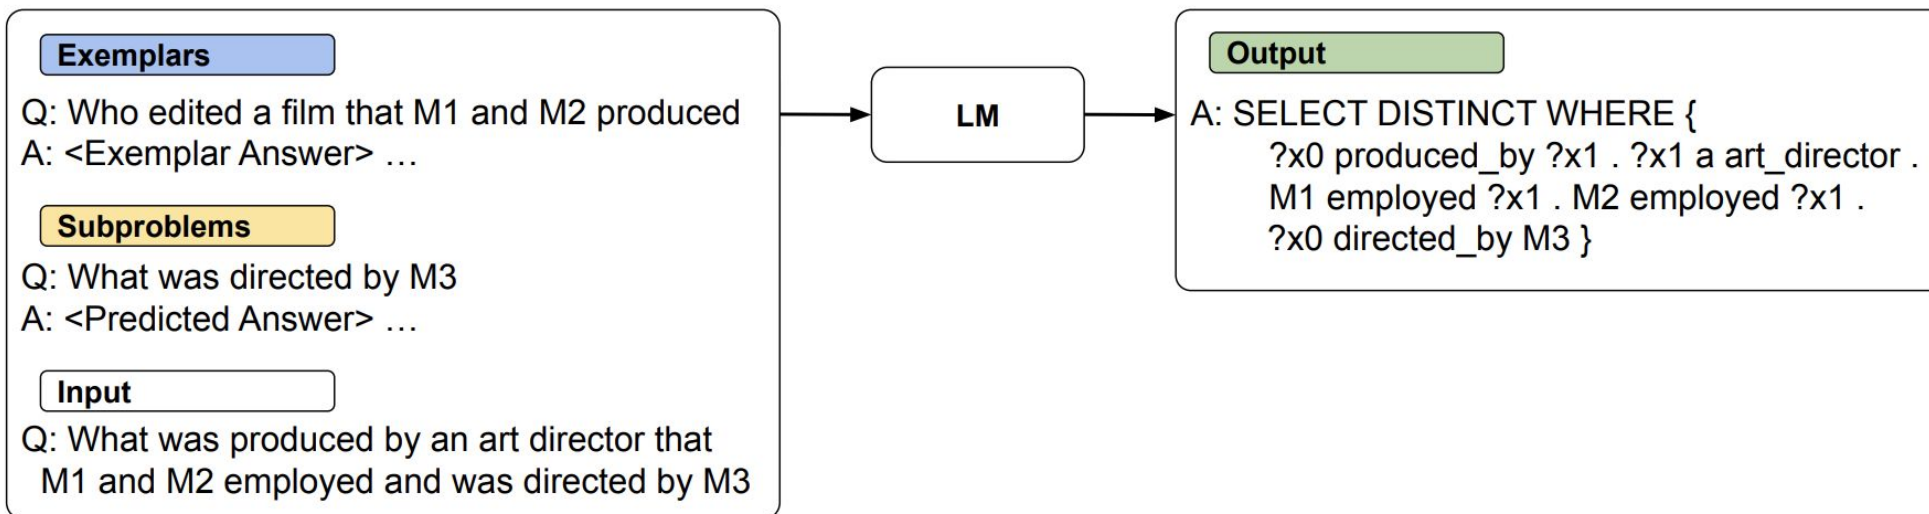 Exemplars
Q: Who edited a film that M1 and M2 produced
A: <Exemplar Answer> …
Subproblems
Q: What was directed by M3
A: <Predicted Answer> …
Input
Q: What was produced by an art director that
M1 and M2 employed and was directed by M3
LM
Output
A: SELECT DISTINCT WHERE {
?x0 produced_by ?x1 . ?x1 a art_director .
M1 employed ?x1 . M2 employed ?x1 .
?x0 directed_by M3 }